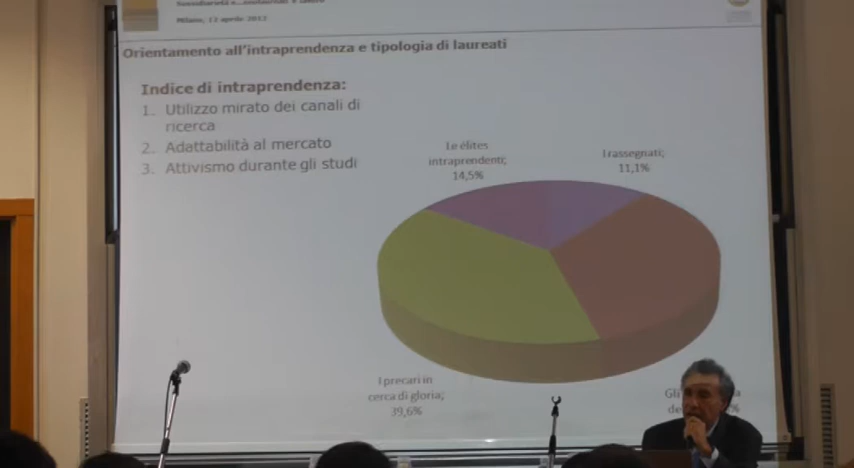 Milano, 12 aprile 2012
Orientamento all'intraprendenza e tipologia di laureati
Indice di intraprendenza:
1. Utilizzo mirato dei canali di
ricerca
2. Adattabilità al mercato
3. Attivismo durante gli studi
Le élites
intraprendenti;
14,5%
I rassegnati;
11,1%
I precari in
cerca di gloria;
39,6%
Gli